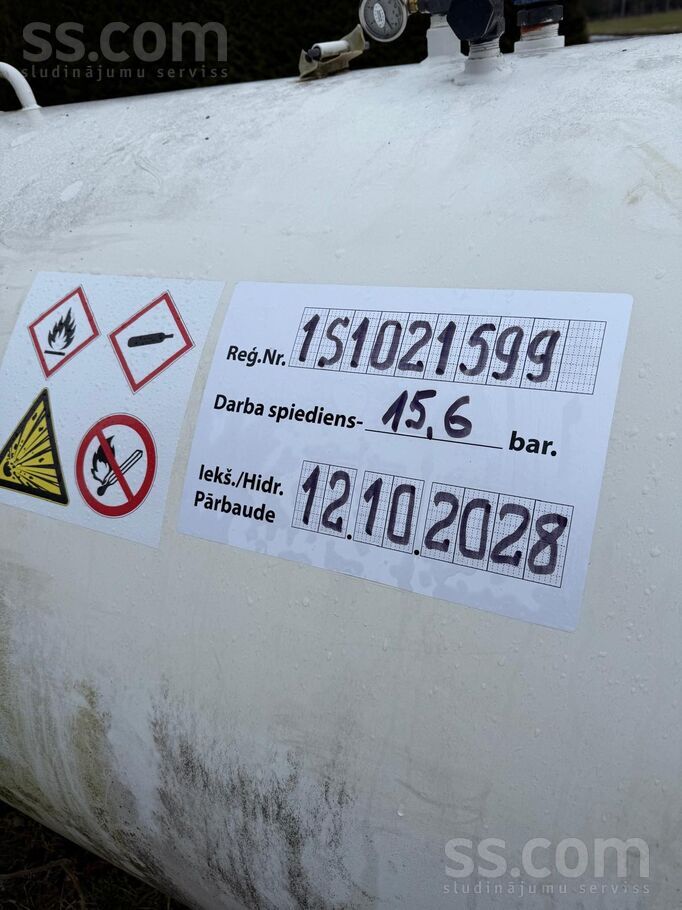 ss.com
sludinājumu serviss
Reģ.Nr. 1S1021599
Darba spiediens- 15,6 bar.
Iekš./Hidr.
Pārbaude 12.10.2028
ss.com
sludinājumu serviss